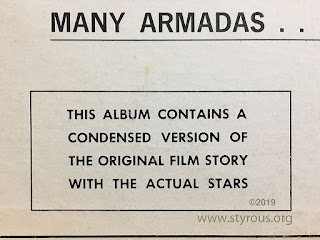 MANY ARMADAS . .
THIS ALBUM CONTAINS A
CONDENSED VERSION OF
THE ORIGINAL FILM STORY
WITH THE ACTUAL STARS
©2019
www.styrous.org